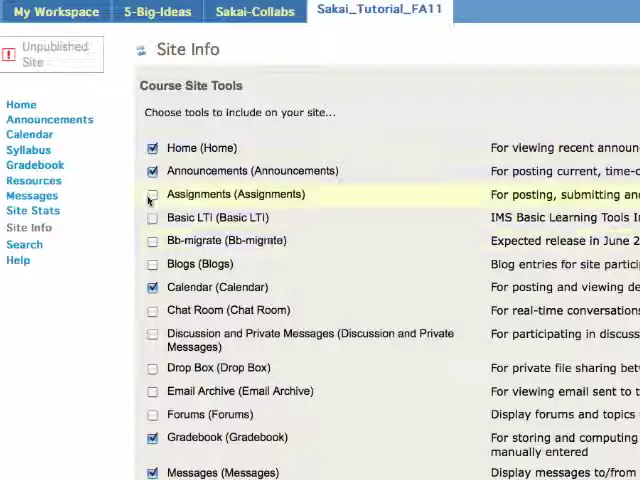 My Workspace 5-Big-Ideas Sakai-Collabs Sakai_Tutorial_FA11
Unpublished
Site
Site Info
Home
Announcements
Calendar
Syllabus
Gradebook
Resources
Messages
Site Stats
Site Info
Search
Help
Course Site Tools
Choose tools to include on your site...
Home (Home) For viewing recent announ
Announcements (Announcements) For posting current, time-c
Assignments (Assignments) For posting, submitting an
Basic LTI (Basic LTI) IMS Basic Learning Tools I
Bb-migrate (Bb-migrate) Expected release in June 2
Blogs (Blogs) Blog entries for site partici
Calendar (Calendar) For posting and viewing de
Chat Room (Chat Room) For real-time conversation
Discussion and Private Messages (Discussion and Private For participating in discuss
Messages)
Drop Box (Drop Box) For private file sharing bet
Email Archive (Email Archive) For viewing email sent to t
Forums (Forums) Display forums and topics
Gradebook (Gradebook) For storing and computing
manually entered
Messages (Messages) Display messages to/from